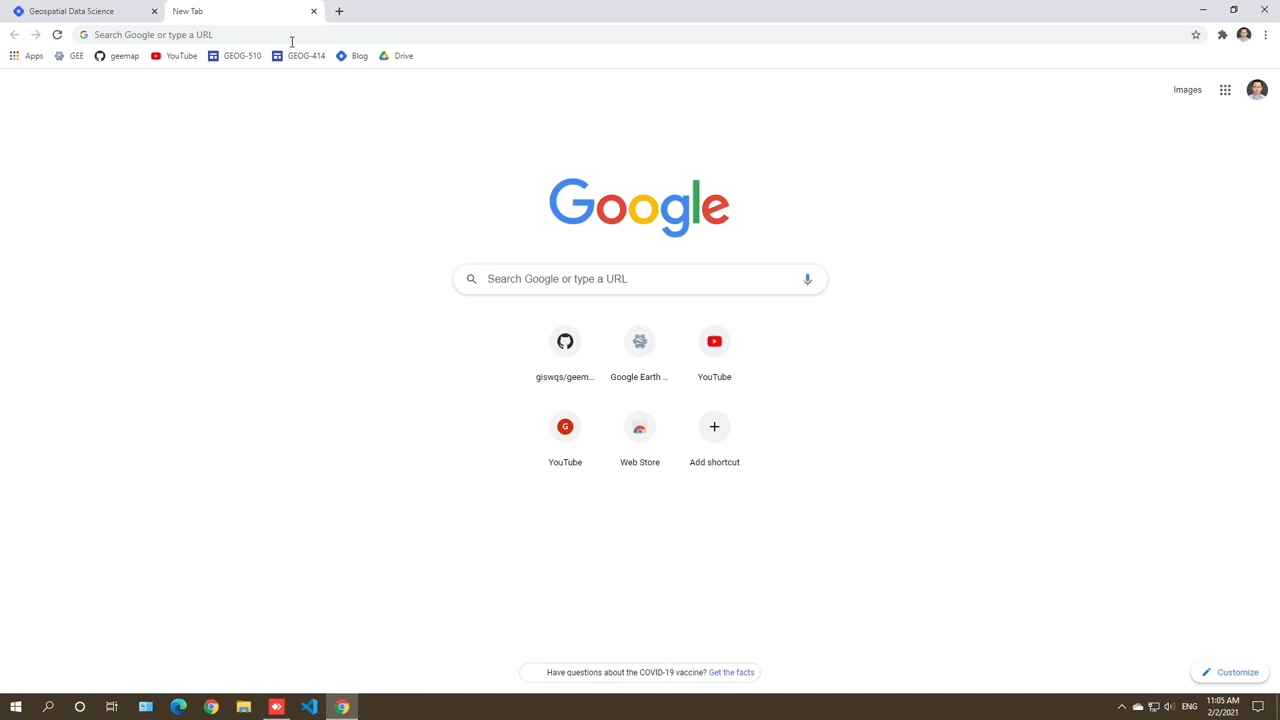 Geospatial Data Science
New Tab
Search Google or type a URL
Apps GEE geemap YouTube GEOG-510 GEOG-414 Blog Drive
Images
Google
Search Google or type a URL
giswqs/geem... Google Earth ... YouTube
G
YouTube Web Store Add shortcut
Have questions about the COVID-19 vaccine? Get the facts
Customize
ENG
11:05 AM
2/2/2021